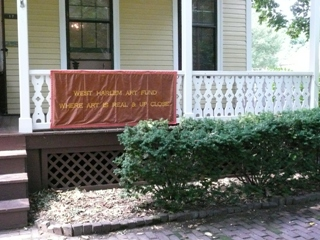 WEST HARLEM ART FUND
WHERE ART IS REAL & UP CLOSE